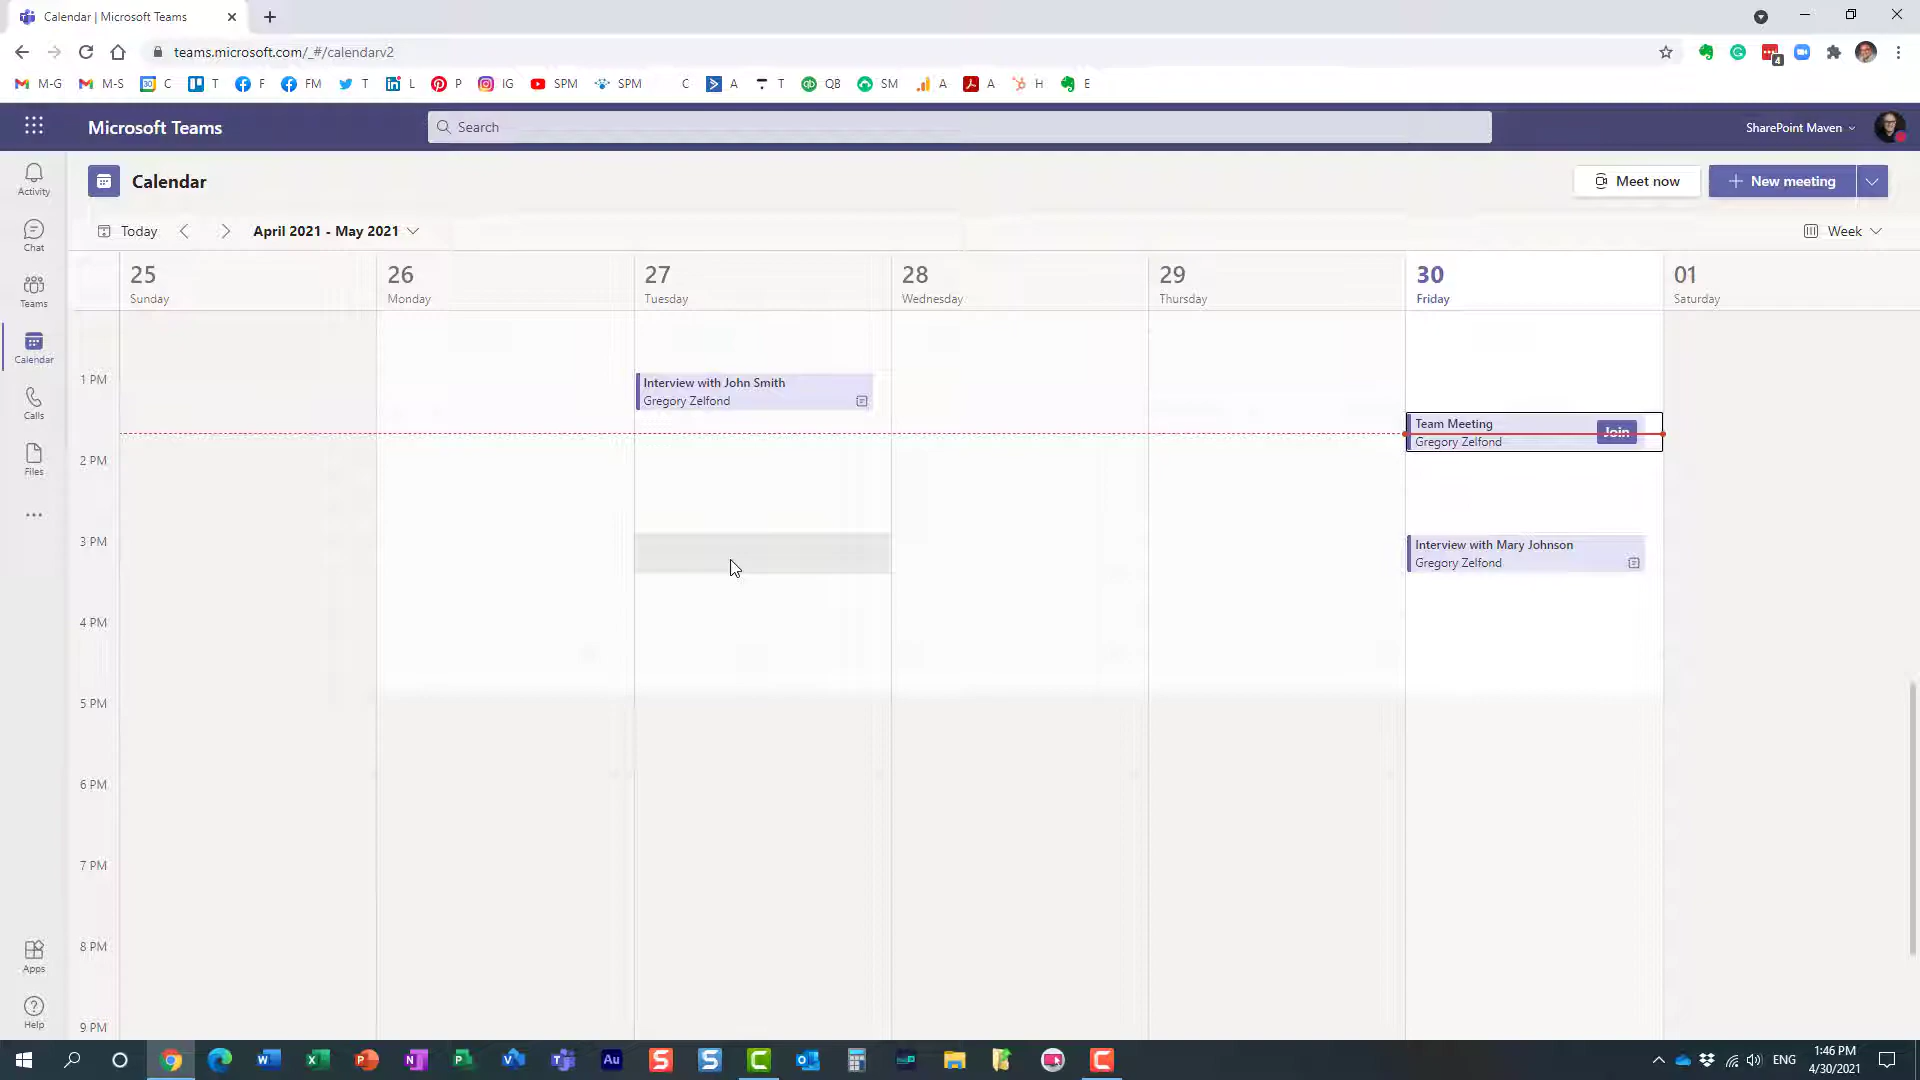 Calendar | Microsoft Teams
teams.microsoft.com/_#/calendarv2
M-G M-S C T F FM T L P IG SPM SPM C A T QB SM A A H E
Microsoft Teams
Search
SharePoint Maven
Activity
Chat
Teams
Calendar
Calls
Files
Apps
Help
Calendar
Meet now
New meeting
Today
April 2021 - May 2021
Week
25
Sunday
26
Monday
27
Tuesday
28
Wednesday
29
Thursday
30
Friday
01
Saturday
1 PM
2 PM
3 PM
4 PM
5 PM
6 PM
7 PM
8 PM
9 PM
Interview with John Smith
Gregory Zelfond
Team Meeting
Gregory Zelfond
Join
Interview with Mary Johnson
Gregory Zelfond
ENG
1:46 PM
4/30/2021